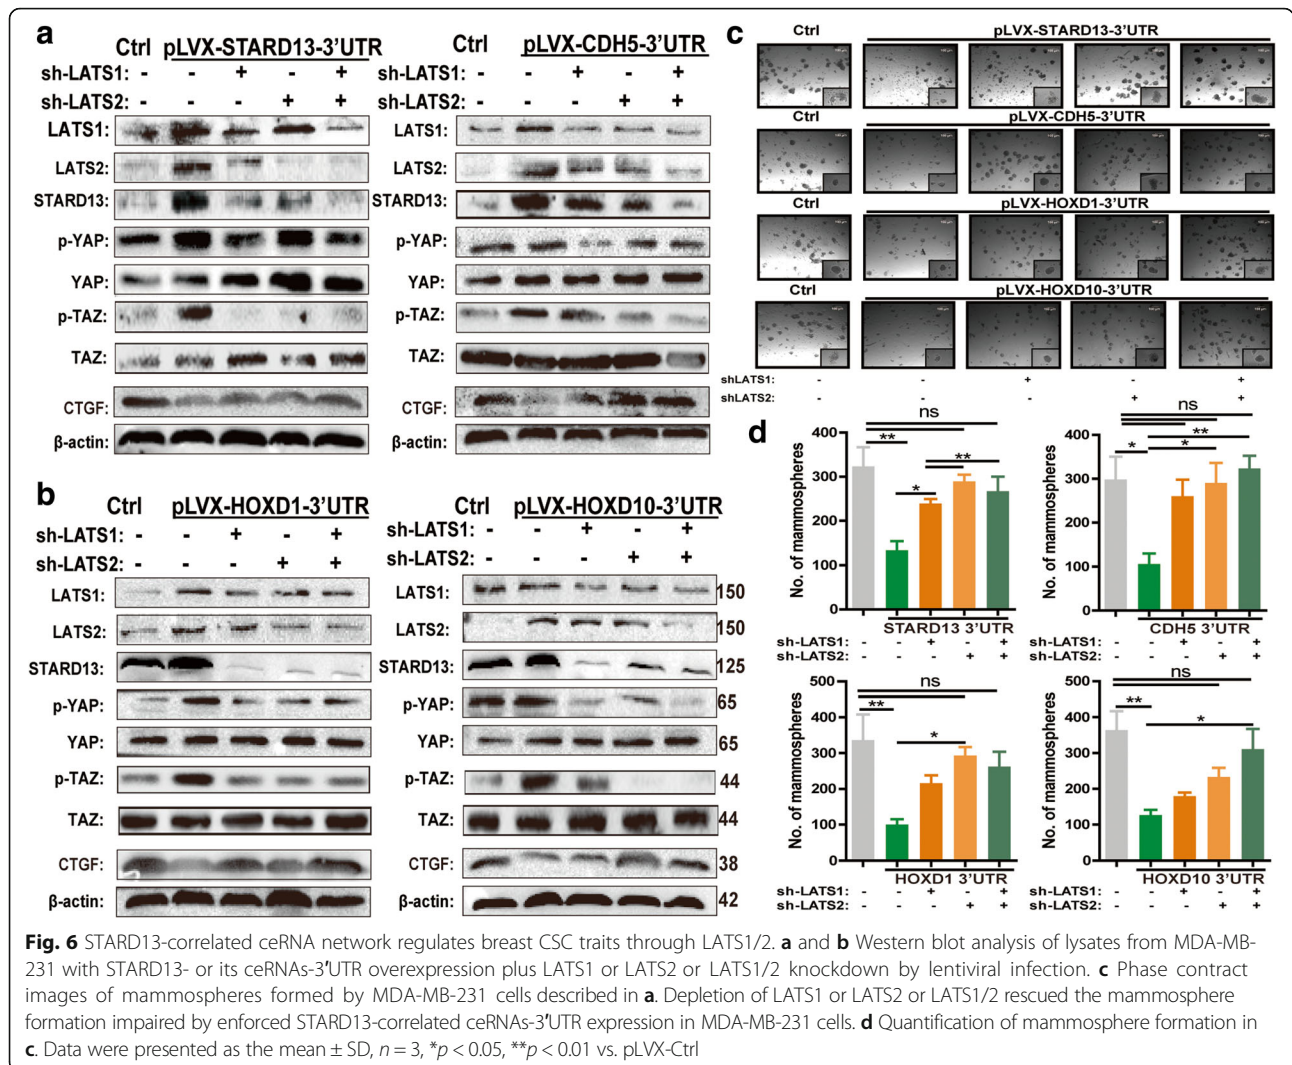 a
Ctrl pLVX-STARD13-3’UTR
sh-LATS1: - - + - +
sh-LATS2: - - - + +
LATS1:
LATS2:
STARD13:
p-YAP:
YAP:
p-TAZ:
TAZ:
CTGF:
β-actin:
Ctrl pLVX-CDH5-3’UTR
sh-LATS1: - - + - +
sh-LATS2: - - - + +
LATS1:
LATS2:
STARD13:
p-YAP:
YAP:
p-TAZ:
TAZ:
CTGF:
β-actin:
b
Ctrl pLVX-HOXD1-3’UTR
sh-LATS1: - - + - +
sh-LATS2: - - - + +
LATS1:
LATS2:
STARD13:
p-YAP:
YAP:
p-TAZ:
TAZ:
CTGF:
β-actin:
Ctrl pLVX-HOXD10-3’UTR
sh-LATS1: - - + - +
sh-LATS2: - - - + +
LATS1: 150
LATS2: 150
STARD13: 125
p-YAP: 65
YAP: 65
p-TAZ: 44
TAZ: 44
CTGF: 38
β-actin: 42
c
Ctrl pLVX-STARD13-3’UTR
Ctrl pLVX-CDH5-3’UTR
Ctrl pLVX-HOXD1-3’UTR
Ctrl pLVX-HOXD10-3’UTR
shLATS1: - - + - +
shLATS2: - - - + +
d
No. of mammospheres
400
300
200
100
0
ns
**
**
*
STARD13 3’UTR
sh-LATS1: - - + - +
sh-LATS2: - - - + +
No. of mammospheres
400
300
200
100
0
ns
**
* *
CDH5 3’UTR
sh-LATS1: - - + - +
sh-LATS2: - - - + +
No. of mammospheres
500
400
300
200
100
0
ns
**
*
HOXD1 3’UTR
sh-LATS1: - - + - +
sh-LATS2: - - - + +
No. of mammospheres
500
400
300
200
100
0
ns
**
*
HOXD10 3’UTR
sh-LATS1: - - + - +
sh-LATS2: - - - + +
Fig. 6 STARD13-correlated ceRNA network regulates breast CSC traits through LATS1/2. a and b Western blot analysis of lysates from MDA-MB-
231 with STARD13- or its ceRNAs-3′UTR overexpression plus LATS1 or LATS2 or LATS1/2 knockdown by lentiviral infection. c Phase contract
images of mammospheres formed by MDA-MB-231 cells described in a. Depletion of LATS1 or LATS2 or LATS1/2 rescued the mammosphere
formation impaired by enforced STARD13-correlated ceRNAs-3′UTR expression in MDA-MB-231 cells. d Quantification of mammosphere formation in
c. Data were presented as the mean ± SD, n = 3, *p < 0.05, **p < 0.01 vs. pLVX-Ctrl